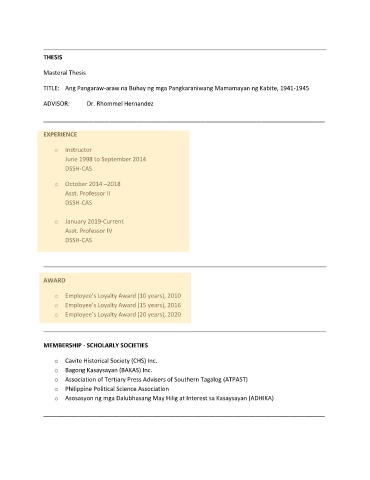 THESIS
Masteral Thesis
TITLE: Ang Pangaraw-araw na Buhay ng mga Pangkaraniwang Mamamayan ng Kabite, 1941-1945
ADVISOR: Dr. Rhommel Hernandez
EXPERIENCE
o Instructor
June 1998 to September 2014
DSSH-CAS
o October 2014 –2018
Asst. Professor II
DSSH-CAS
o January 2019-Current
Asst. Professor IV
DSSH-CAS
AWARD
o Employee's Loyalty Award (10 years), 2010
o Employee's Loyalty Award (15 years), 2016
o Employee's Loyalty Award (20 years), 2020
MEMBERSHIP - SCHOLARLY SOCIETIES
o Cavite Historical Society (CHS) Inc.
o Bagong Kasaysayan (BAKAS) Inc.
o Association of Tertiary Press Advisers of Southern Tagalog (ATPAST)
o Philippine Political Science Association
o Asosasyon ng mga Dalubhasang May Hilig at Interest sa Kasaysayan (ADHIKA)